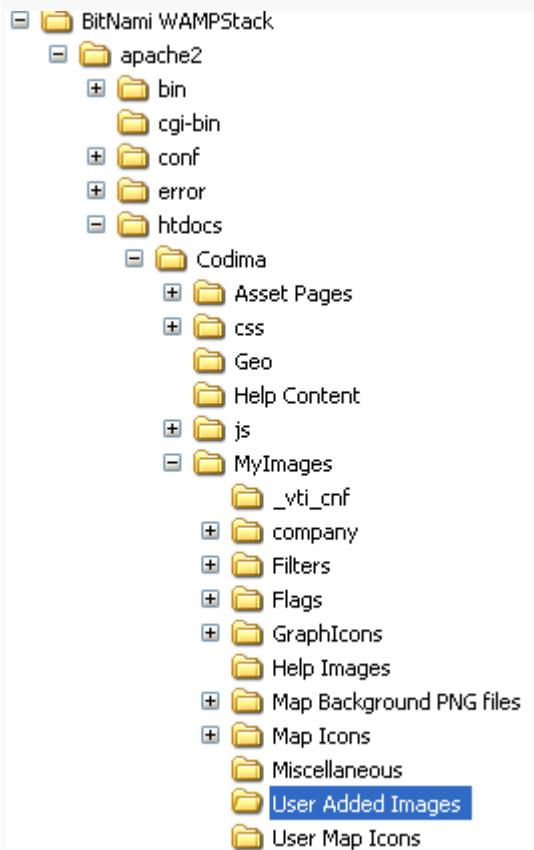 BitNami WAMPStack
apache2
bin
cgi-bin
conf
error
htdocs
Codima
Asset Pages
css
Geo
Help Content
js
MyImages
_vti_cnf
company
Filters
Flags
GraphIcons
Help Images
Map Background PNG files
Map Icons
Miscellaneous
User Added Images
User Map Icons